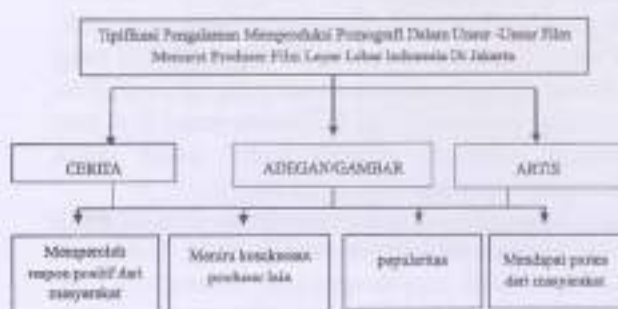 Tipifikasi Pengalaman Memproduksi Pornografi Dalam Unsur -Unsur Film
Menurut Produser Film Layar Lebar Indonesia Di Jakarta
CERITA
ADEGAN/GAMBAR
ARTIS
Memperoleh
respon positif dari
masyarakat
Meniru kesuksesan
produser lain
popularitas
Mendapat protes
dari masyarakat